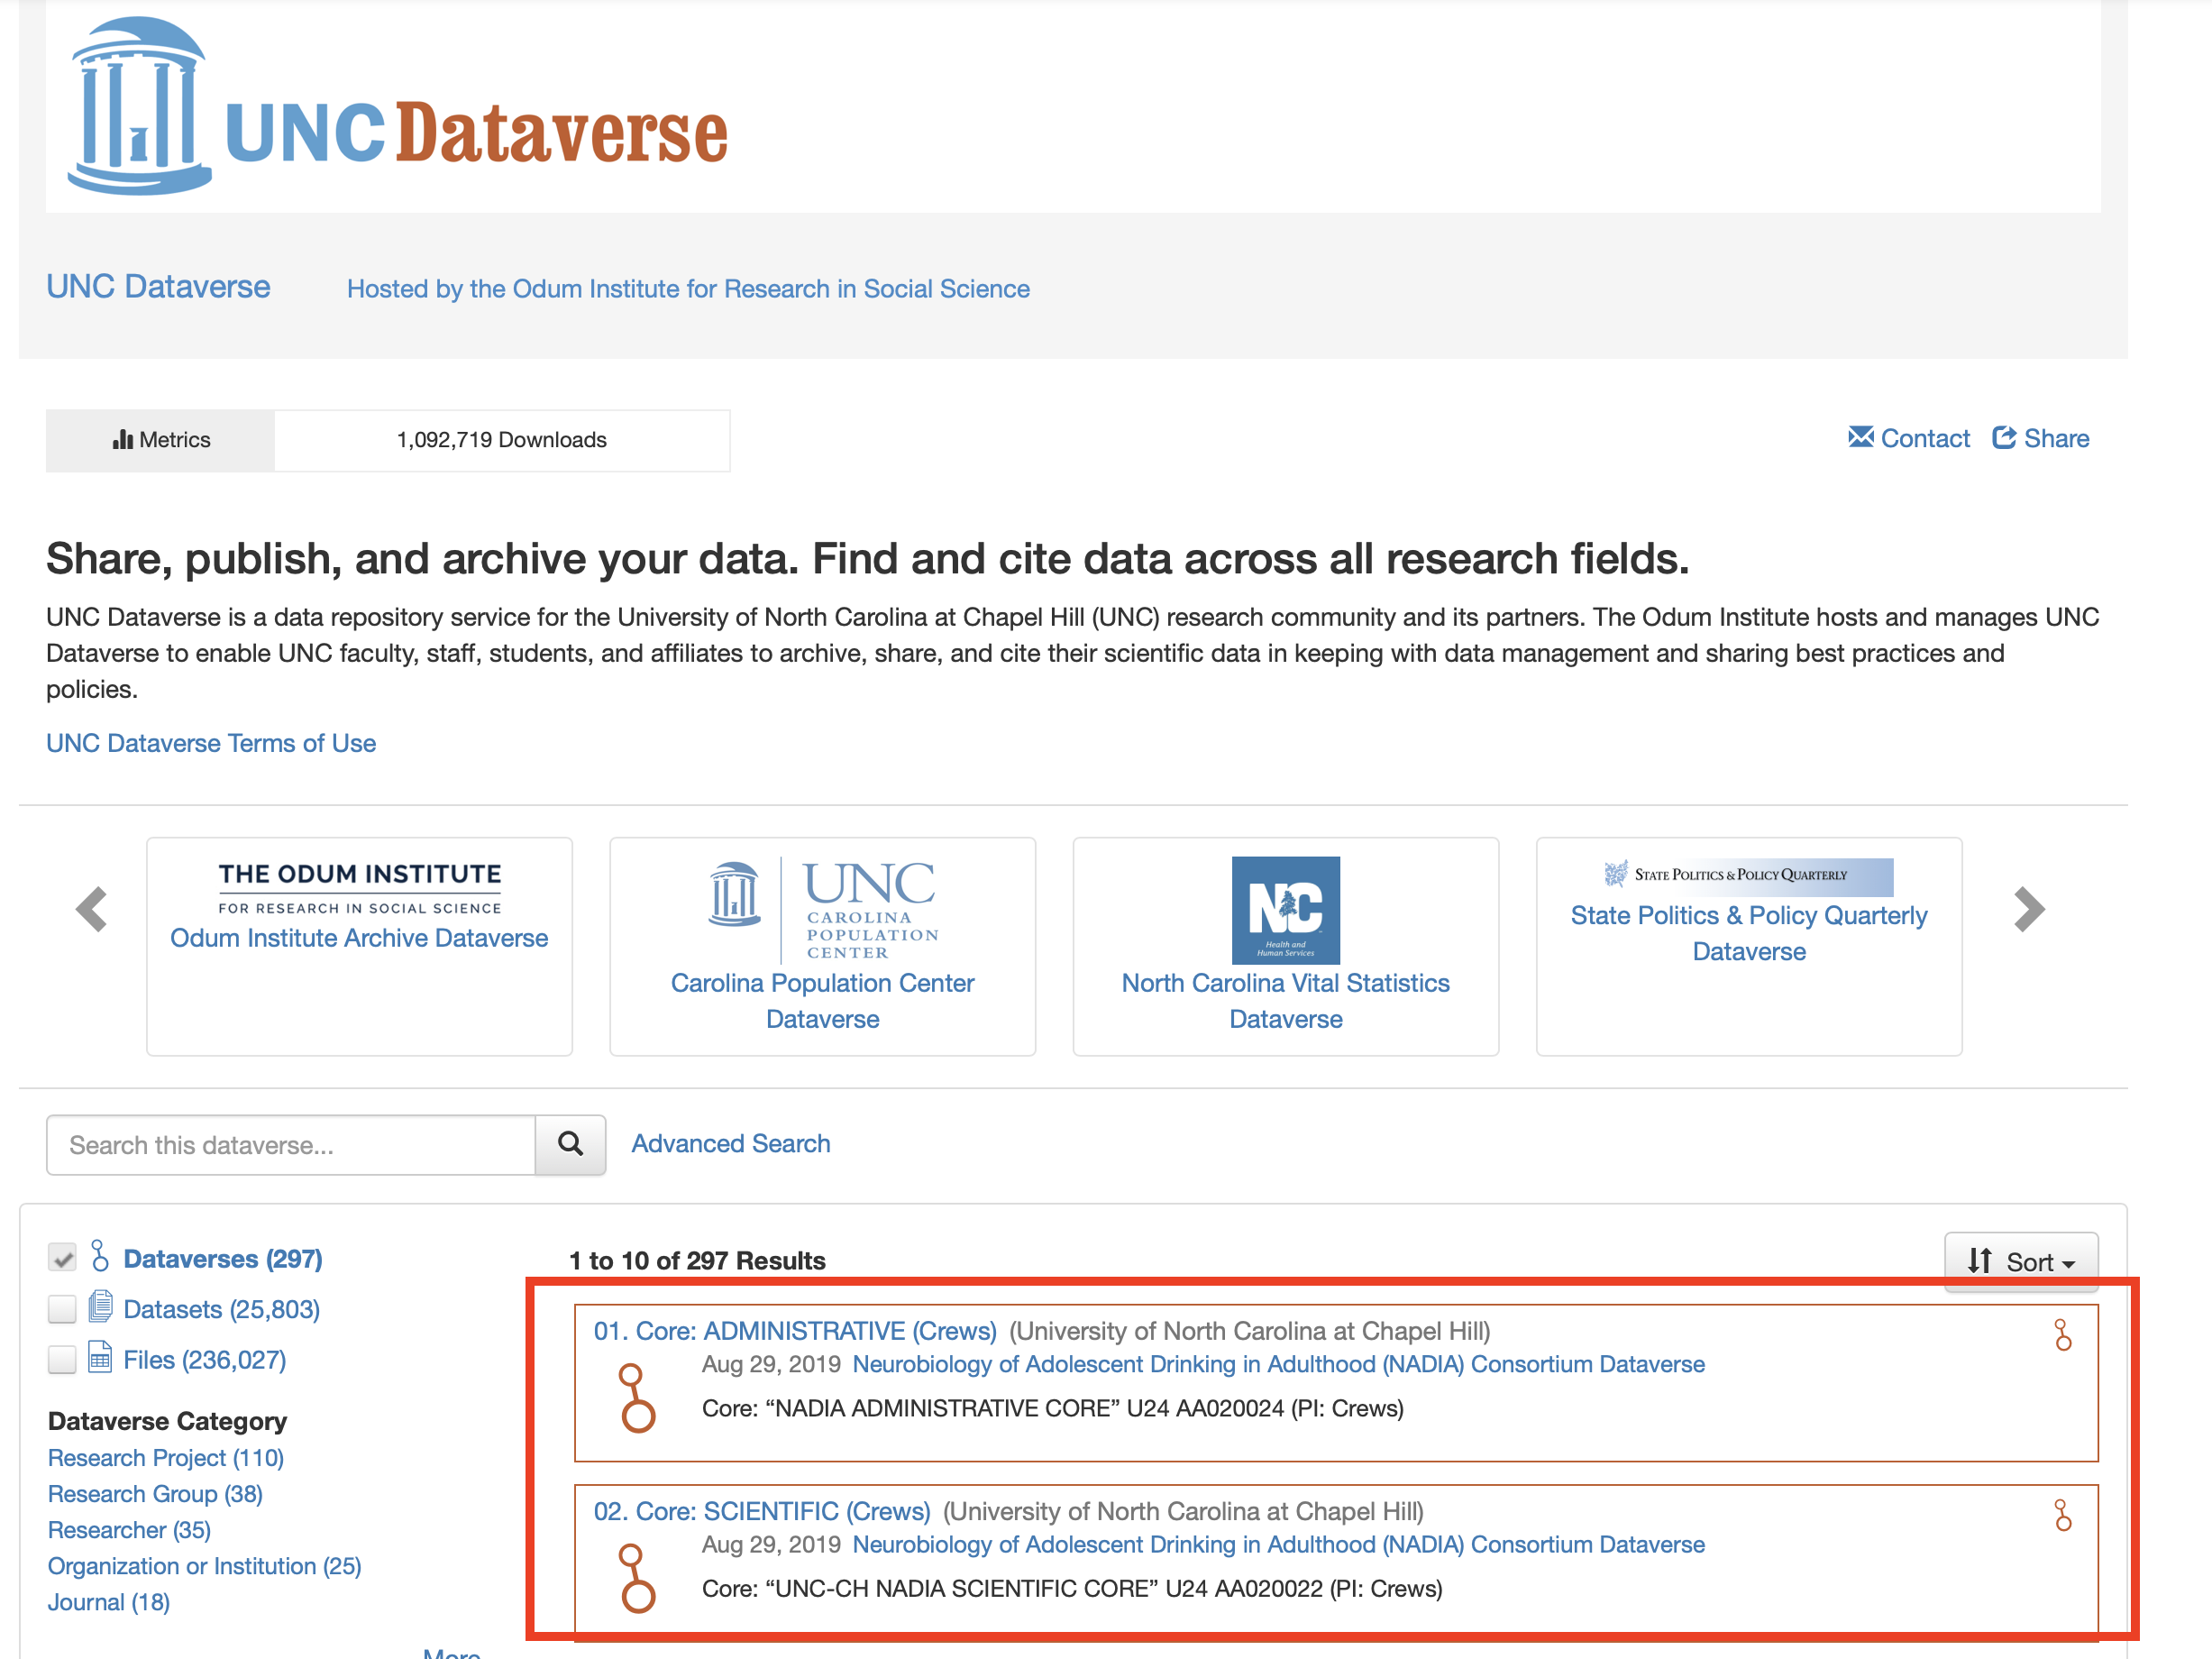 UNC Dataverse
UNC Dataverse Hosted by the Odum Institute for Research in Social Science
Metrics 1,092,719 Downloads
Contact Share
Share, publish, and archive your data. Find and cite data across all research fields.
UNC Dataverse is a data repository service for the University of North Carolina at Chapel Hill (UNC) research community and its partners. The Odum Institute hosts and manages UNC
Dataverse to enable UNC faculty, staff, students, and affiliates to archive, share, and cite their scientific data in keeping with data management and sharing best practices and
policies.
UNC Dataverse Terms of Use
THE ODUM INSTITUTE
FOR RESEARCH IN SOCIAL SCIENCE
Odum Institute Archive Dataverse
UNC
CAROLINA
POPULATION
CENTER
Carolina Population Center
Dataverse
NC
Health and
Human Services
North Carolina Vital Statistics
Dataverse
STATE POLITICS & POLICY QUARTERLY
State Politics & Policy Quarterly
Dataverse
Search this dataverse...
Advanced Search
Dataverses (297)
Datasets (25,803)
Files (236,027)
Dataverse Category
Research Project (110)
Research Group (38)
Researcher (35)
Organization or Institution (25)
Journal (18)
More
1 to 10 of 297 Results
Sort
01. Core: ADMINISTRATIVE (Crews) (University of North Carolina at Chapel Hill)
Aug 29, 2019 Neurobiology of Adolescent Drinking in Adulthood (NADIA) Consortium Dataverse
Core: “NADIA ADMINISTRATIVE CORE” U24 AA020024 (PI: Crews)
02. Core: SCIENTIFIC (Crews) (University of North Carolina at Chapel Hill)
Aug 29, 2019 Neurobiology of Adolescent Drinking in Adulthood (NADIA) Consortium Dataverse
Core: “UNC-CH NADIA SCIENTIFIC CORE” U24 AA020022 (PI: Crews)